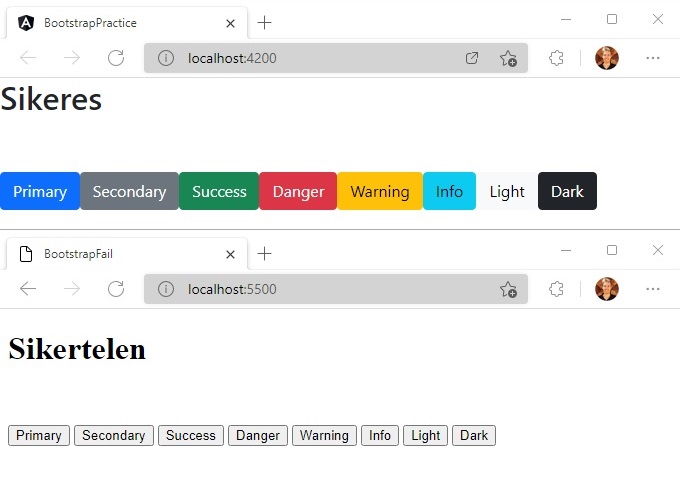 BootstrapPractice
localhost:4200
Sikeres
Primary Secondary Success Danger Warning Info Light Dark
BootstrapFail
localhost:5500
Sikertelen
Primary Secondary Success Danger Warning Info Light Dark